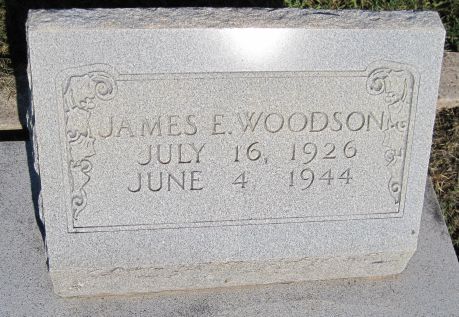 JAMES E. WOODSON
JULY 16, 1926
JUNE 4, 1944